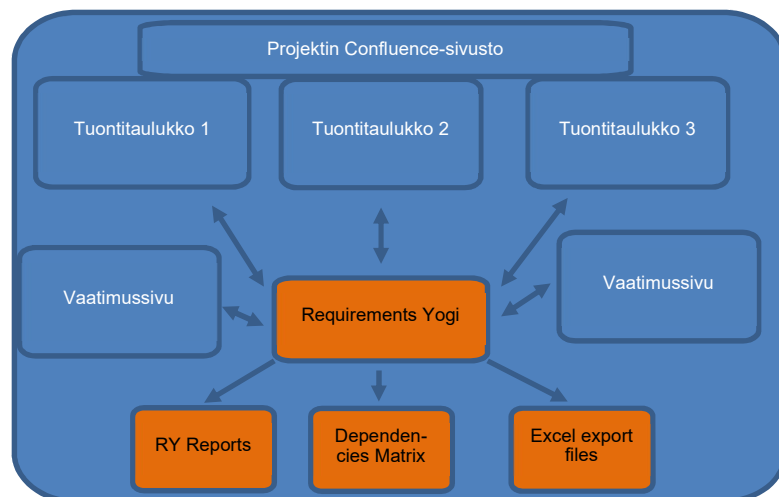 Projektin Confluence-sivusto
Tuontitaulukko 1
Tuontitaulukko 2
Tuontitaulukko 3
Vaatimussivu
Requirements Yogi
Vaatimussivu
RY Reports
Dependen-
cies Matrix
Excel export
files